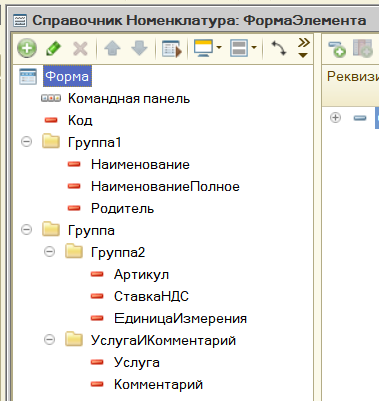 Справочник Номенклатура: ФормаЭлемента
Реквизи
Форма
Командная панель
Код
Группа1
Наименование
НаименованиеПолное
Родитель
Группа
Группа2
Артикул
СтавкаНДС
ЕдиницаИзмерения
УслугаИКомментарий
Услуга
Комментарий